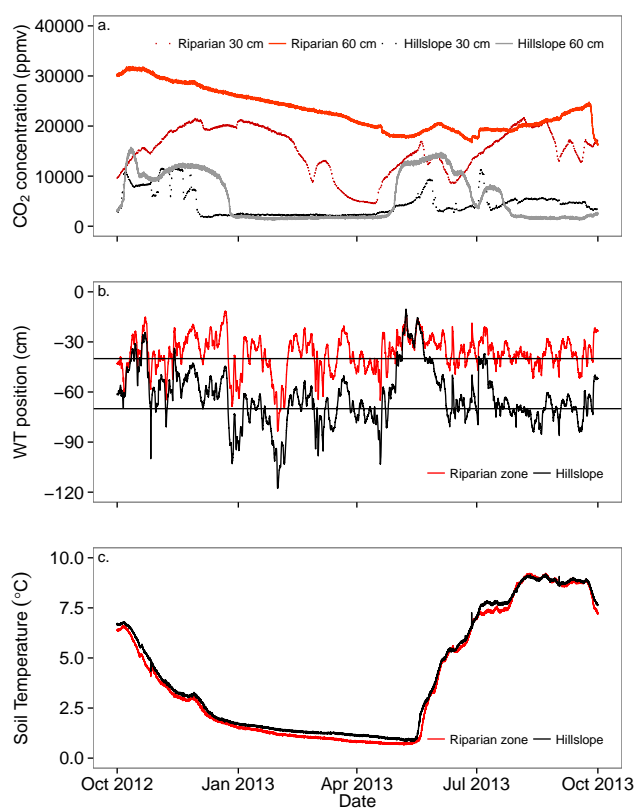 a.
Riparian 30 cm Riparian 60 cm Hillslope 30 cm Hillslope 60 cm
CO2 concentration (ppmv)
40000
30000
20000
10000
0
b.
WT position (cm)
0
−30
−60
−90
−120
Riparian zone Hillslope
c.
Soil Temperature (°C)
10.0
7.5
5.0
2.5
0.0
Riparian zone Hillslope
Oct 2012 Jan 2013 Apr 2013 Jul 2013 Oct 2013
Date